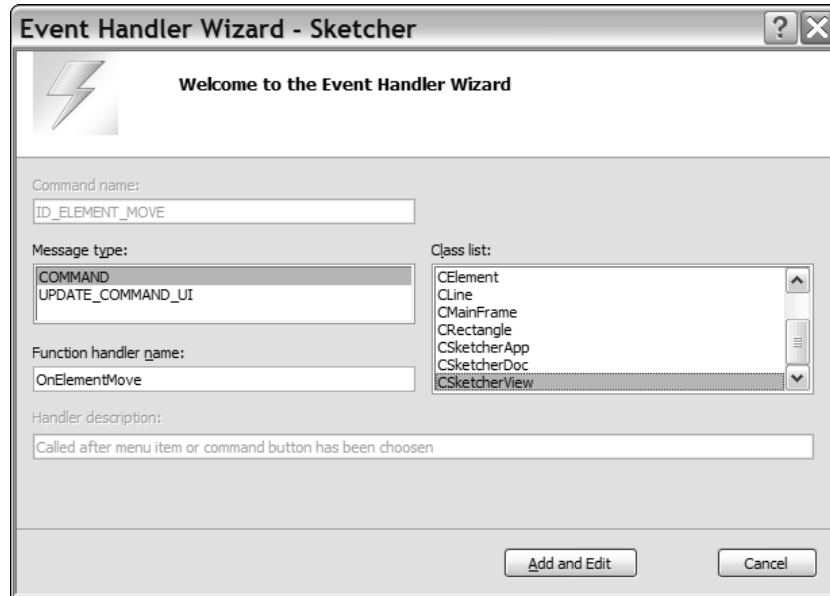 Event Handler Wizard - Sketcher
Welcome to the Event Handler Wizard
Command name:
ID_ELEMENT_MOVE
Message type:
COMMAND
UPDATE_COMMAND_UI
Class list:
CElement
CLine
CMainFrame
CRectangle
CSketcherApp
CSketcherDoc
CSketcherView
Function handler name:
OnElementMove
Handler description:
Called after menu item or command button has been choosen
Add and Edit
Cancel